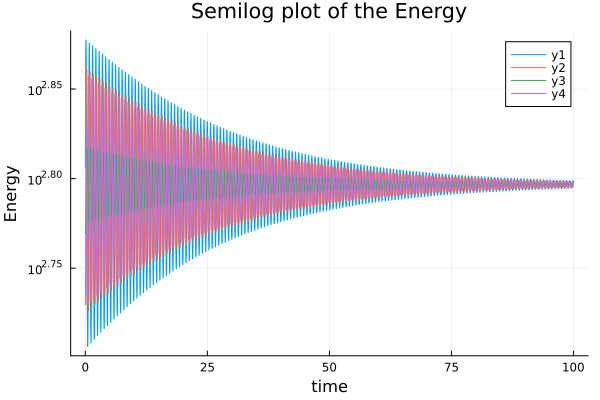 Semilog plot of the Energy
Energy
10^2.85
10^2.80
10^2.75
y1
y2
y3
y4
0 25 50 75 100
time